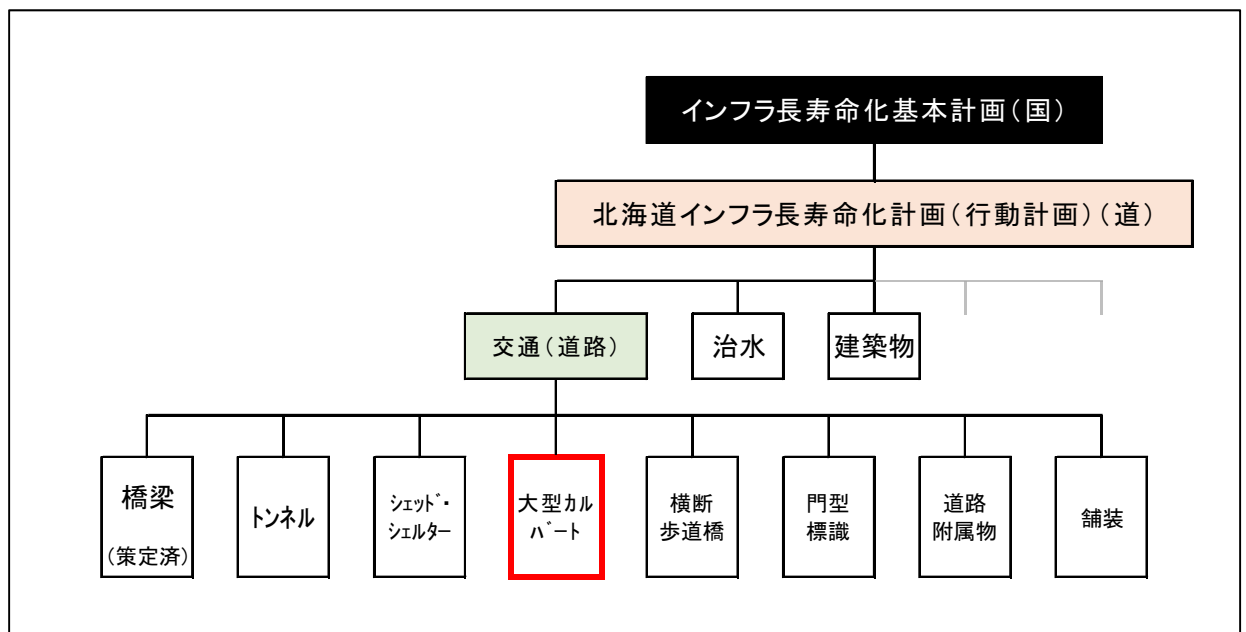 インフラ長寿命化基本計画（国）
北海道インフラ長寿命化計画（行動計画）（道）
交通（道路）
治水
建築物
橋梁
（策定済）
トンネル
ｼｪｯﾄﾞ・
ｼｪﾙﾀｰ
大型ｶﾙ
ﾊﾞｰﾄ
横断
歩道橋
門型
標識
道路
附属物
舗装